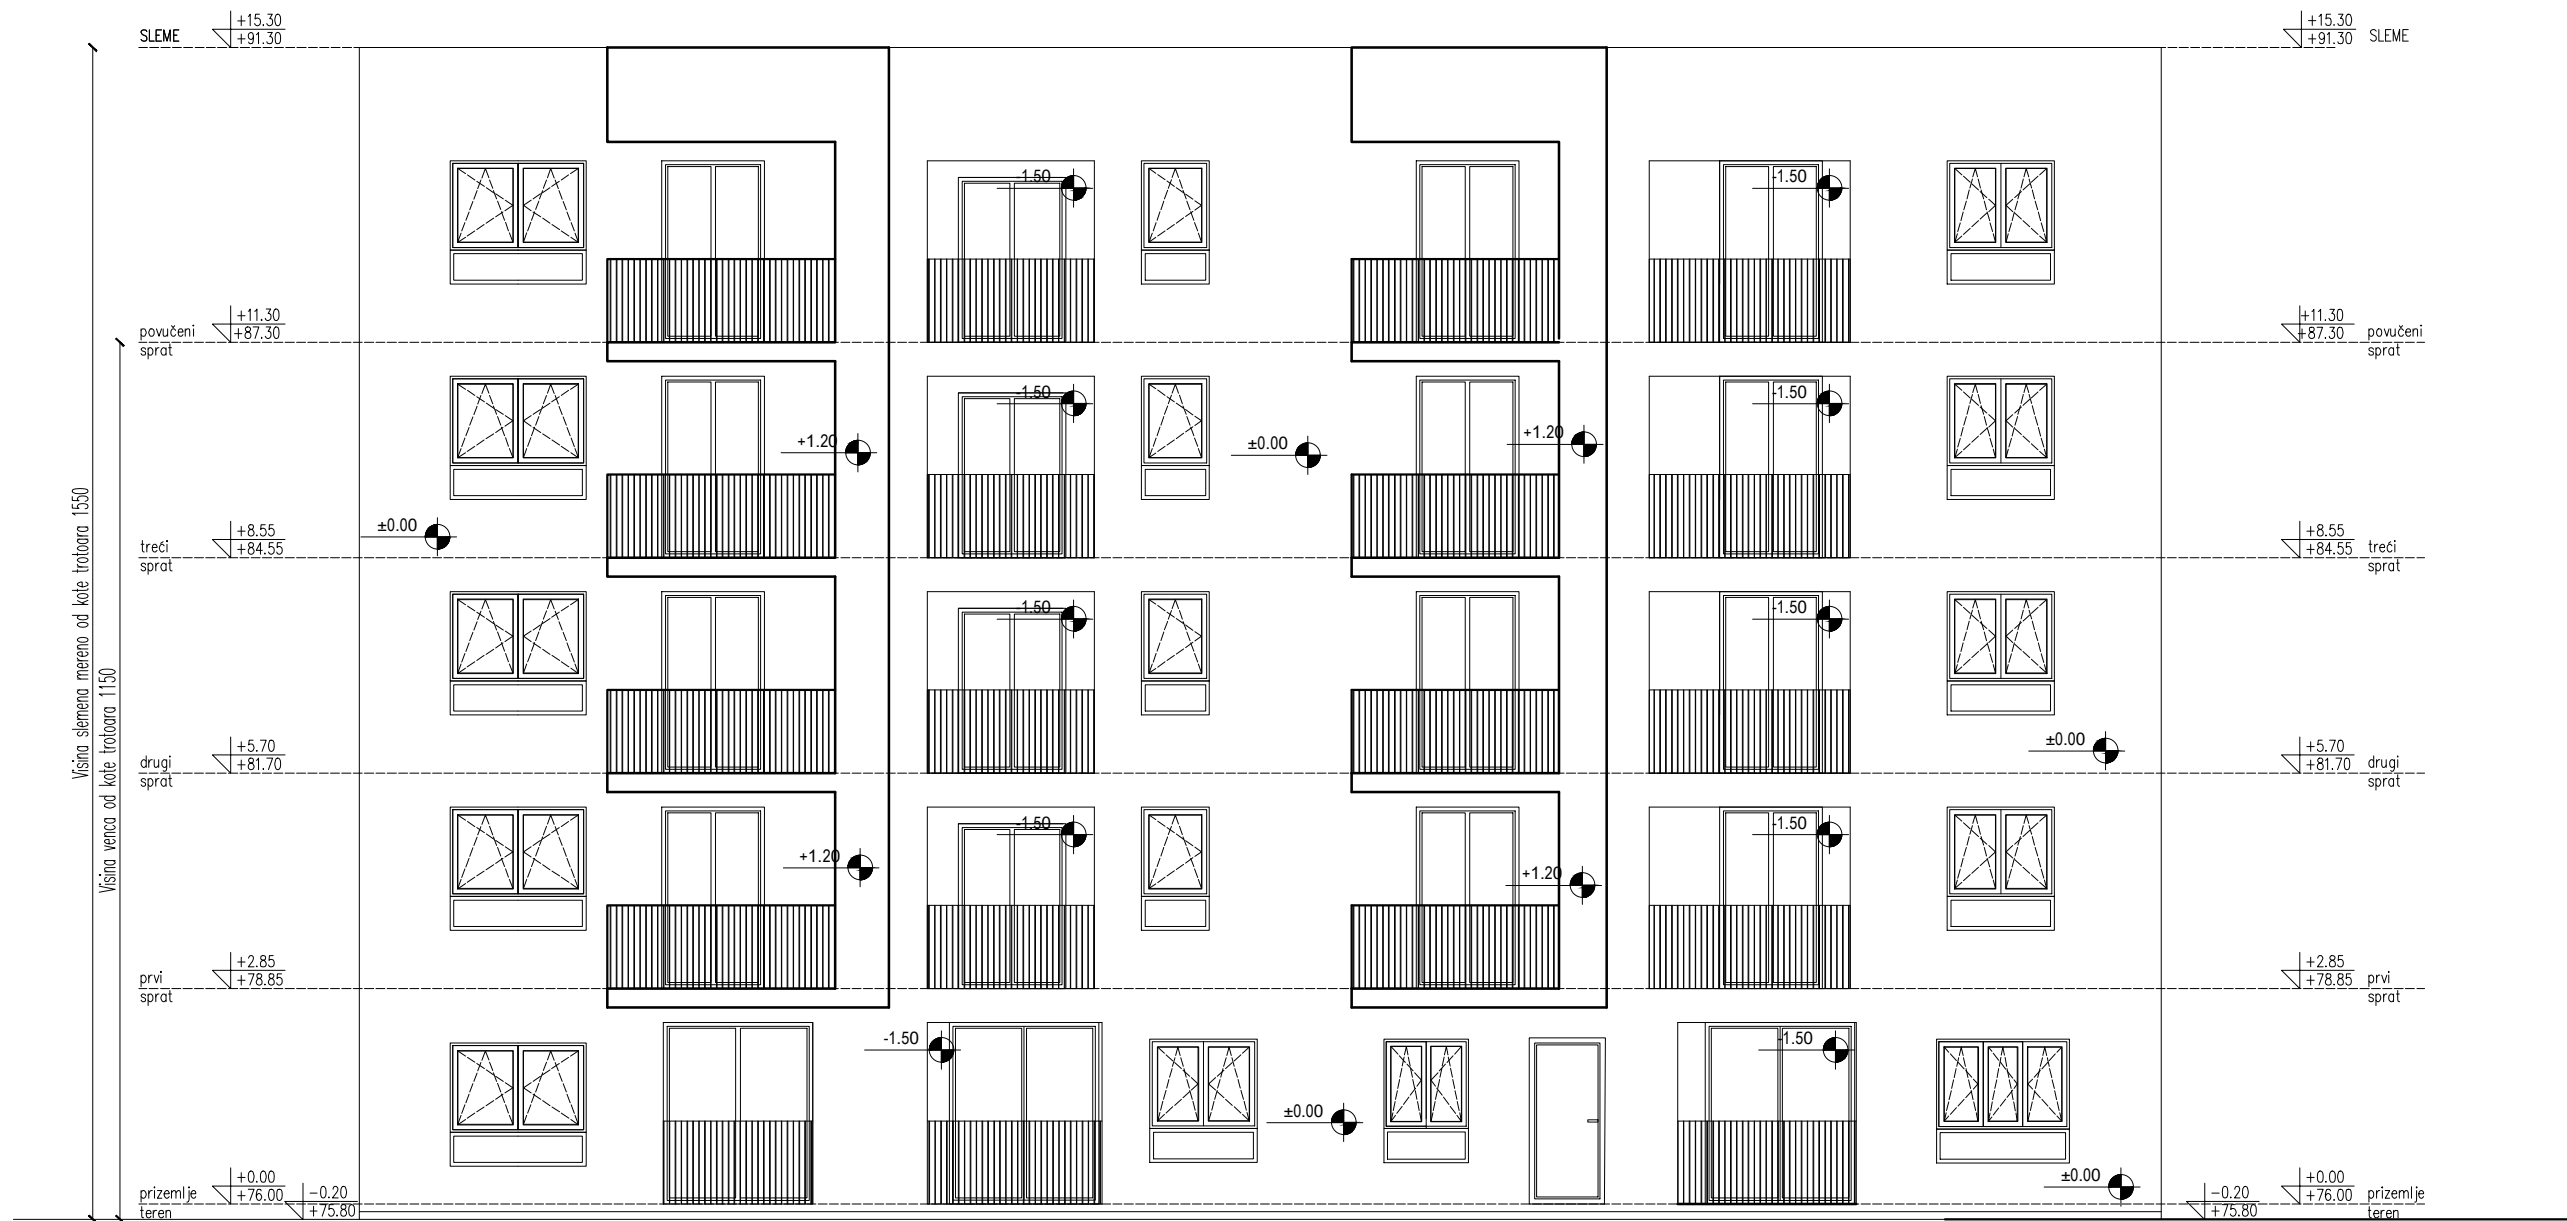 SLEME +15.30
+91.30
+15.30
+91.30 SLEME
-1.50
-1.50
povučeni
sprat
+11.30
+87.30
+11.30
+87.30
povučeni
sprat
-1.50
-1.50
+1.20
±0.00
+1.20
±0.00
treći
sprat
+8.55
+84.55
+8.55
+84.55
treći
sprat
Visina slemena mereno od kote trotoara 1550
Visina venca od kote trotoara 1150
-1.50
-1.50
±0.00
drugi
sprat
+5.70
+81.70
+5.70
+81.70
drugi
sprat
-1.50
-1.50
+1.20
+1.20
prvi
sprat
+2.85
+78.85
+2.85
+78.85
prvi
sprat
-1.50
-1.50
±0.00
±0.00
prizemlje
teren
+0.00
+76.00
-0.20
+75.80
-0.20
+75.80
+0.00
+76.00
prizemlje
teren